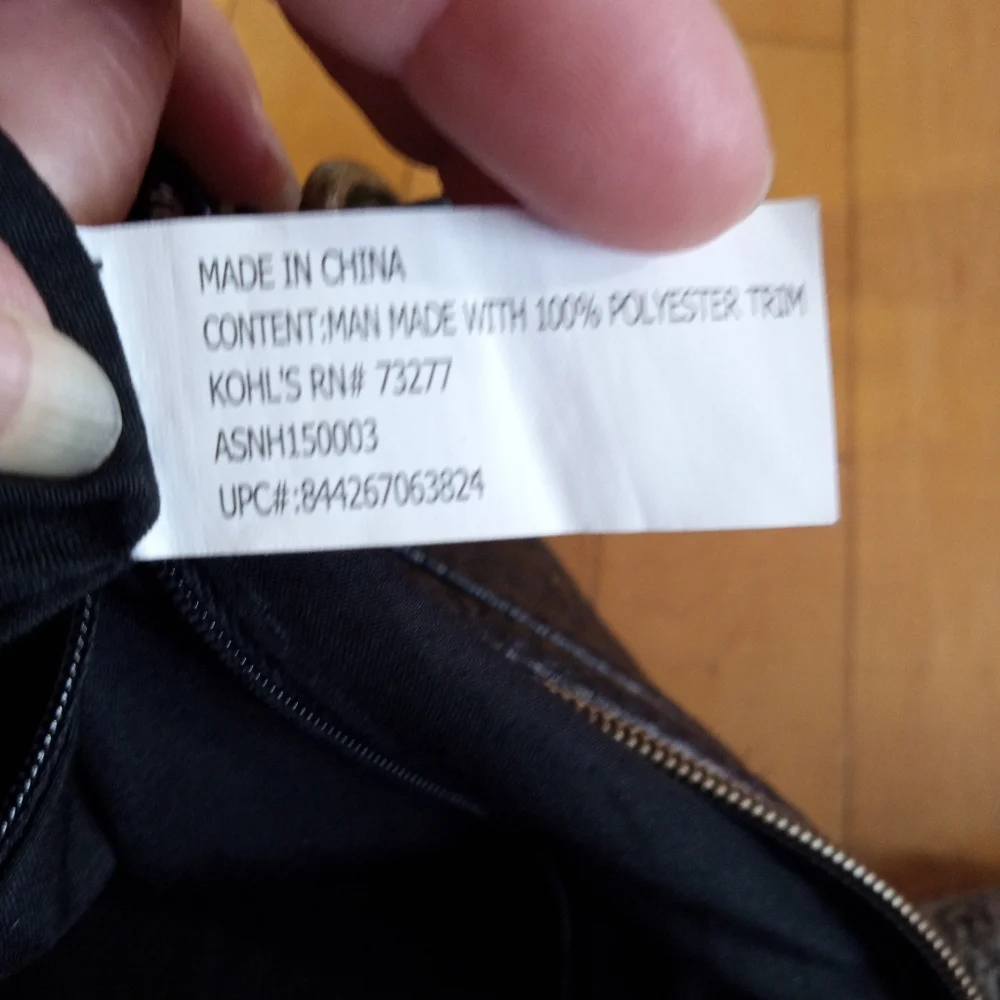 MADE IN CHINA
CONTENT:MAN MADE WITH 100% POLYESTER TRIM
KOHL'S RN# 73277
ASNH150003
UPC#:844267063824